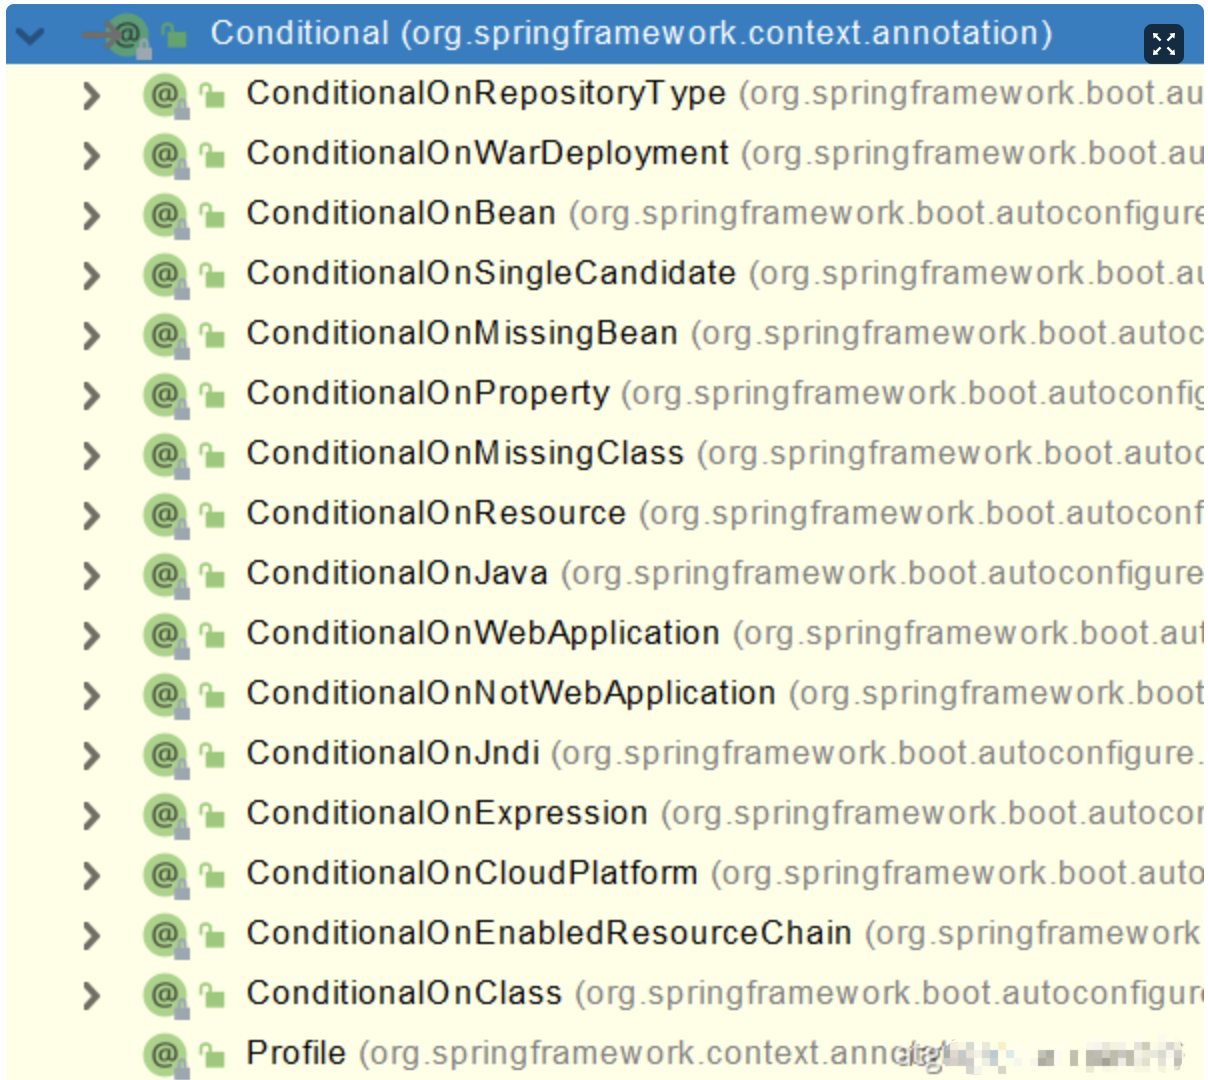 Conditional (org.springframework.context.annotation)
ConditionalOnRepositoryType (org.springframework.boot.au
ConditionalOnWarDeployment (org.springframework.boot.au
ConditionalOnBean (org.springframework.boot.autoconfigure
ConditionalOnSingleCandidate (org.springframework.boot.au
ConditionalOnMissingBean (org.springframework.boot.autoc
ConditionalOnProperty (org.springframework.boot.autoconfig
ConditionalOnMissingClass (org.springframework.boot.autoc
ConditionalOnResource (org.springframework.boot.autoconf
ConditionalOnJava (org.springframework.boot.autoconfigure
ConditionalOnWebApplication (org.springframework.boot.aut
ConditionalOnNotWebApplication (org.springframework.boot
ConditionalOnJndi (org.springframework.boot.autoconfigure.
ConditionalOnExpression (org.springframework.boot.autocon
ConditionalOnCloudPlatform (org.springframework.boot.auto
ConditionalOnEnabledResourceChain (org.springframework
ConditionalOnClass (org.springframework.boot.autoconfigure
Profile (org.springframework.context.ann